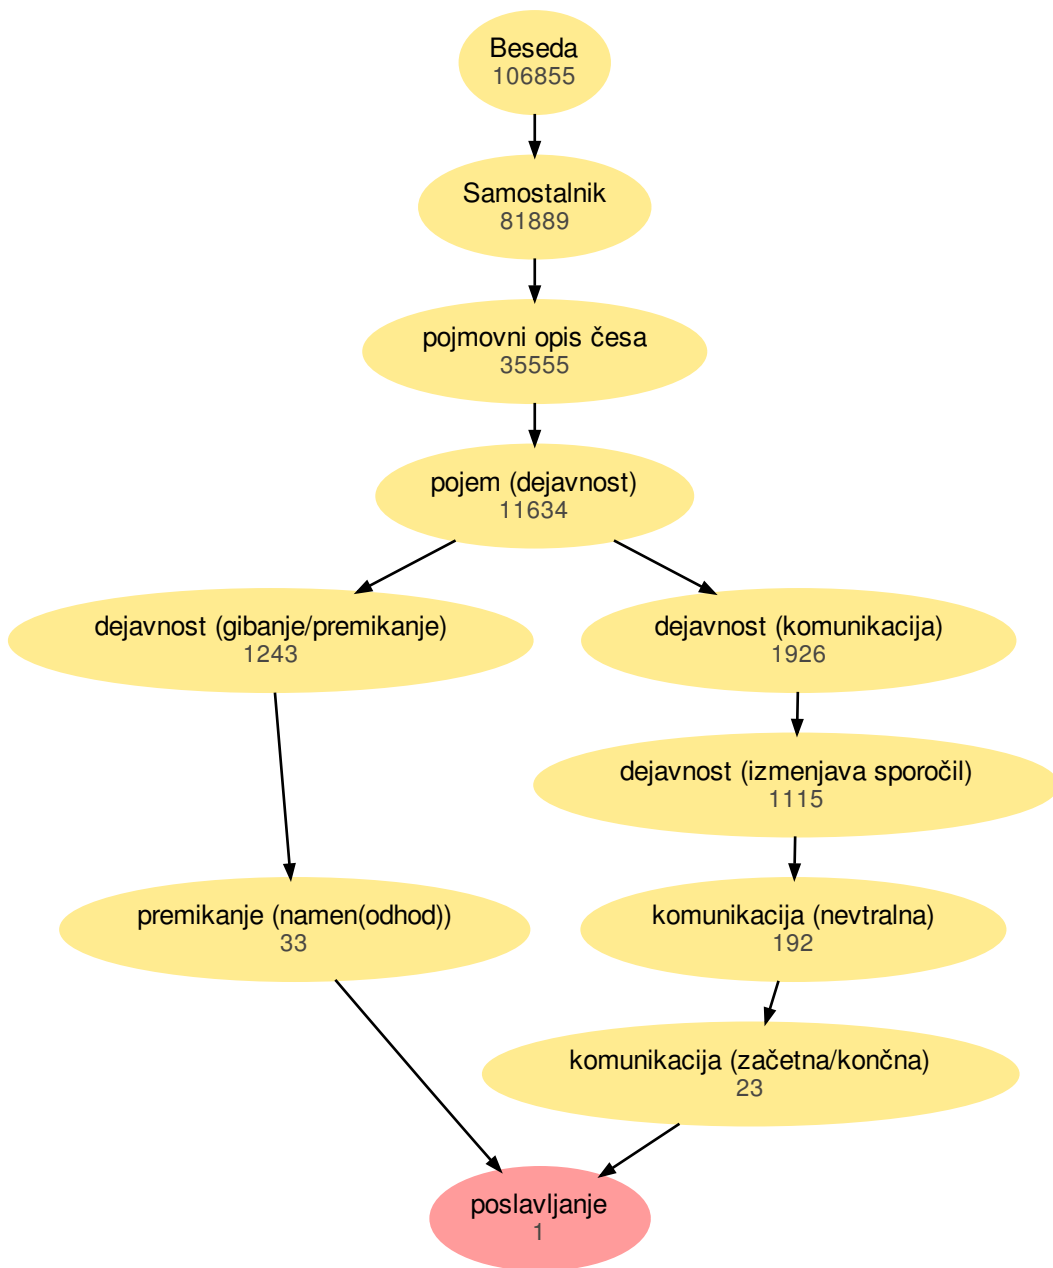 Beseda
106855
Samostalnik
81889
pojmovni opis česa
35555
pojem (dejavnost)
11634
dejavnost (gibanje/premikanje)
1243
dejavnost (komunikacija)
1926
dejavnost (izmenjava sporočil)
1115
premikanje (namen(odhod))
33
komunikacija (nevtralna)
192
komunikacija (začetna/končna)
23
poslavljanje
1